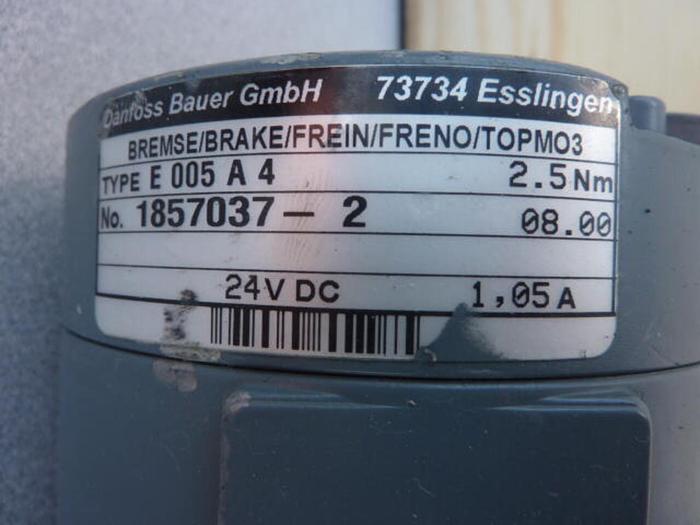 Danfoss Bauer GmbH 73734 Esslingen
BREMSE/BRAKE/FREIN/FRENO/TOPMO3
TYPE E 005 A 4 2.5 Nm
No. 1857037 - 2 08.00
24V DC 1,05 A